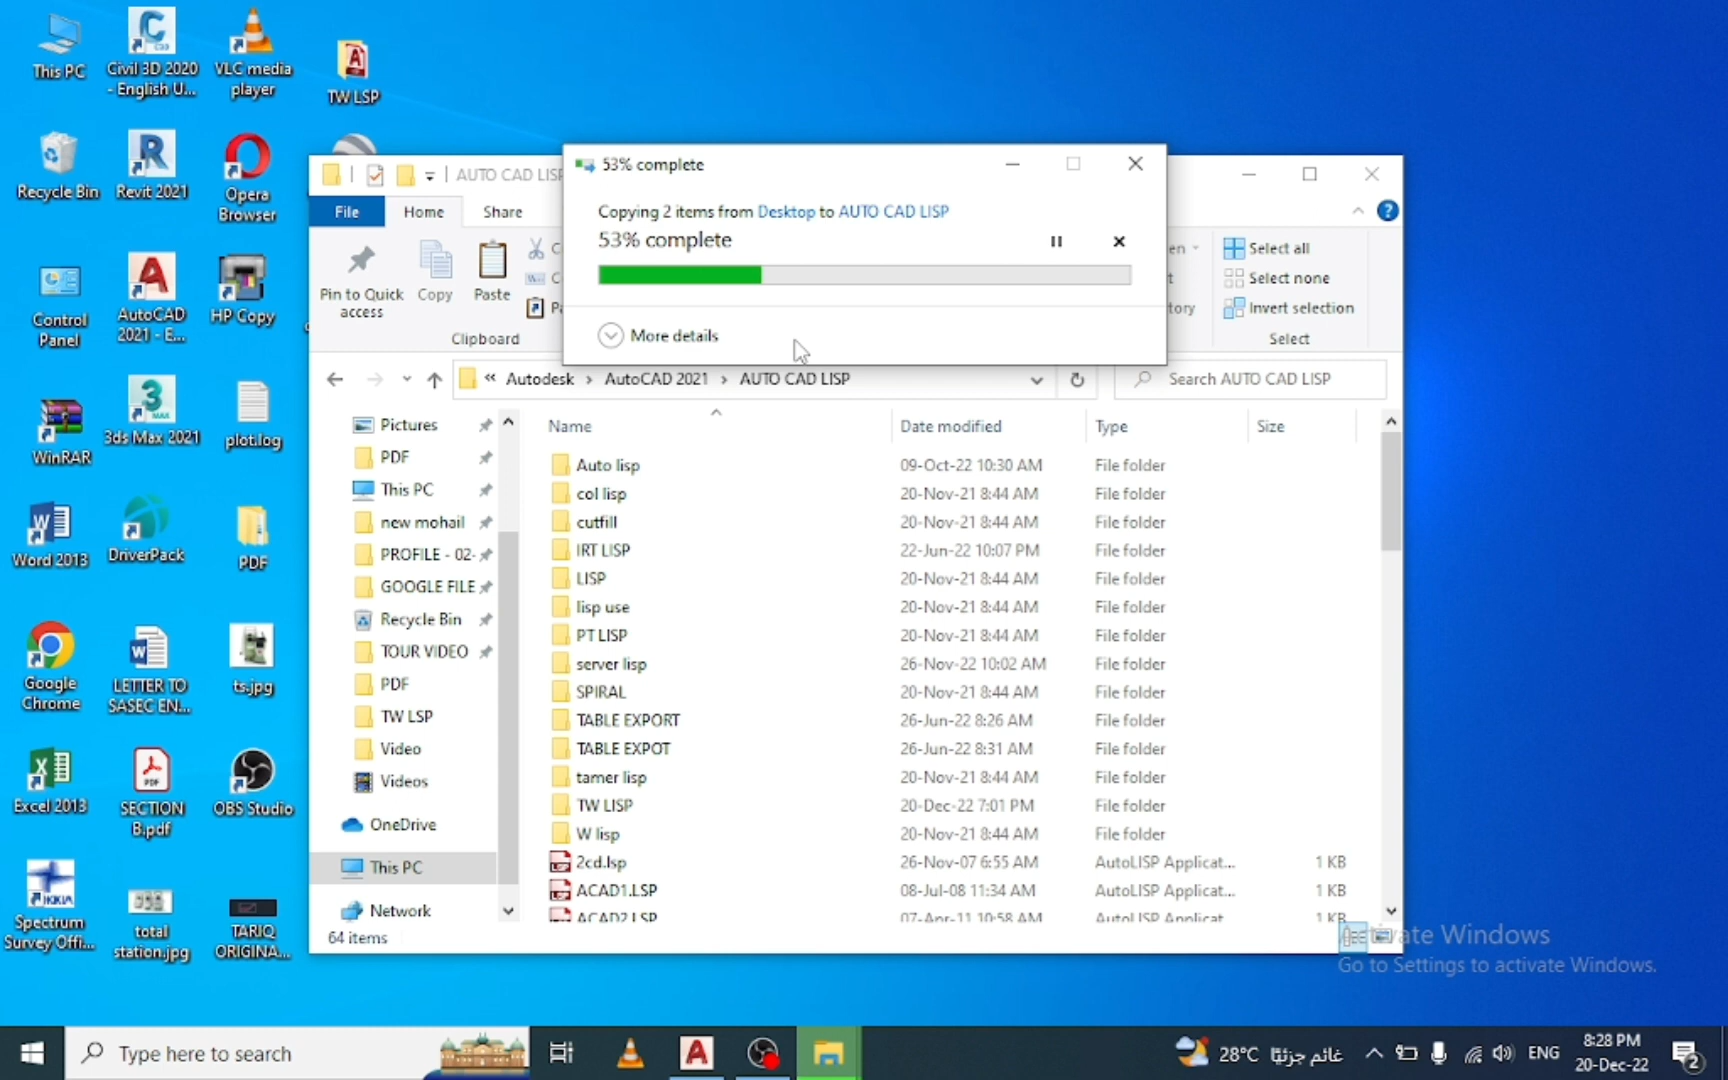 This PC
Civil 3D 2020
- English U...
VLC media
player
TW LSP
Recycle Bin
Revit 2021
Opera
Browser
Control
Panel
AutoCAD
2021 - E...
HP Copy
WinRAR
3ds Max 2021
plot.log
Word 2013
DriverPack
PDF
Google
Chrome
LETTER TO
SASEC EN...
ts.jpg
Excel 2013
SECTION
B.pdf
OBS Studio
Spectrum
Survey Offi...
total
station.jpg
TARIQ
ORIGINA...
53% complete
Copying 2 items from Desktop to AUTO CAD LISP
53% complete
More details
AUTO CAD LISP
File
Home
Share
Pin to Quick
access
Copy
Paste
Clipboard
Select all
Select none
Invert selection
Select
« Autodesk › AutoCAD 2021 › AUTO CAD LISP
Search AUTO CAD LISP
Pictures
PDF
This PC
new mohail
PROFILE - 02-
GOOGLE FILE
Recycle Bin
TOUR VIDEO
PDF
TW LSP
Video
Videos
OneDrive
This PC
Network
Name Date modified Type Size
Auto lisp 09-Oct-22 10:30 AM File folder
col lisp 20-Nov-21 8:44 AM File folder
cutfill 20-Nov-21 8:44 AM File folder
IRT LISP 22-Jun-22 10:07 PM File folder
LISP 20-Nov-21 8:44 AM File folder
lisp use 20-Nov-21 8:44 AM File folder
PT LISP 20-Nov-21 8:44 AM File folder
server lisp 26-Nov-22 10:02 AM File folder
SPIRAL 20-Nov-21 8:44 AM File folder
TABLE EXPORT 26-Jun-22 8:26 AM File folder
TABLE EXPOT 26-Jun-22 8:31 AM File folder
tamer lisp 20-Nov-21 8:44 AM File folder
TW LISP 20-Dec-22 7:01 PM File folder
W lisp 20-Nov-21 8:44 AM File folder
2cd.lsp 26-Nov-07 6:55 AM AutoLISP Applicat... 1 KB
ACAD1.LSP 08-Jul-08 11:34 AM AutoLISP Applicat... 1 KB
ACAD2.LSP 07-Apr-11 10:58 AM AutoLISP Applicat 1 KB
64 items
Activate Windows
Go to Settings to activate Windows.
Type here to search
28°C غائم جزئيًا
ENG
8:28 PM
20-Dec-22
2